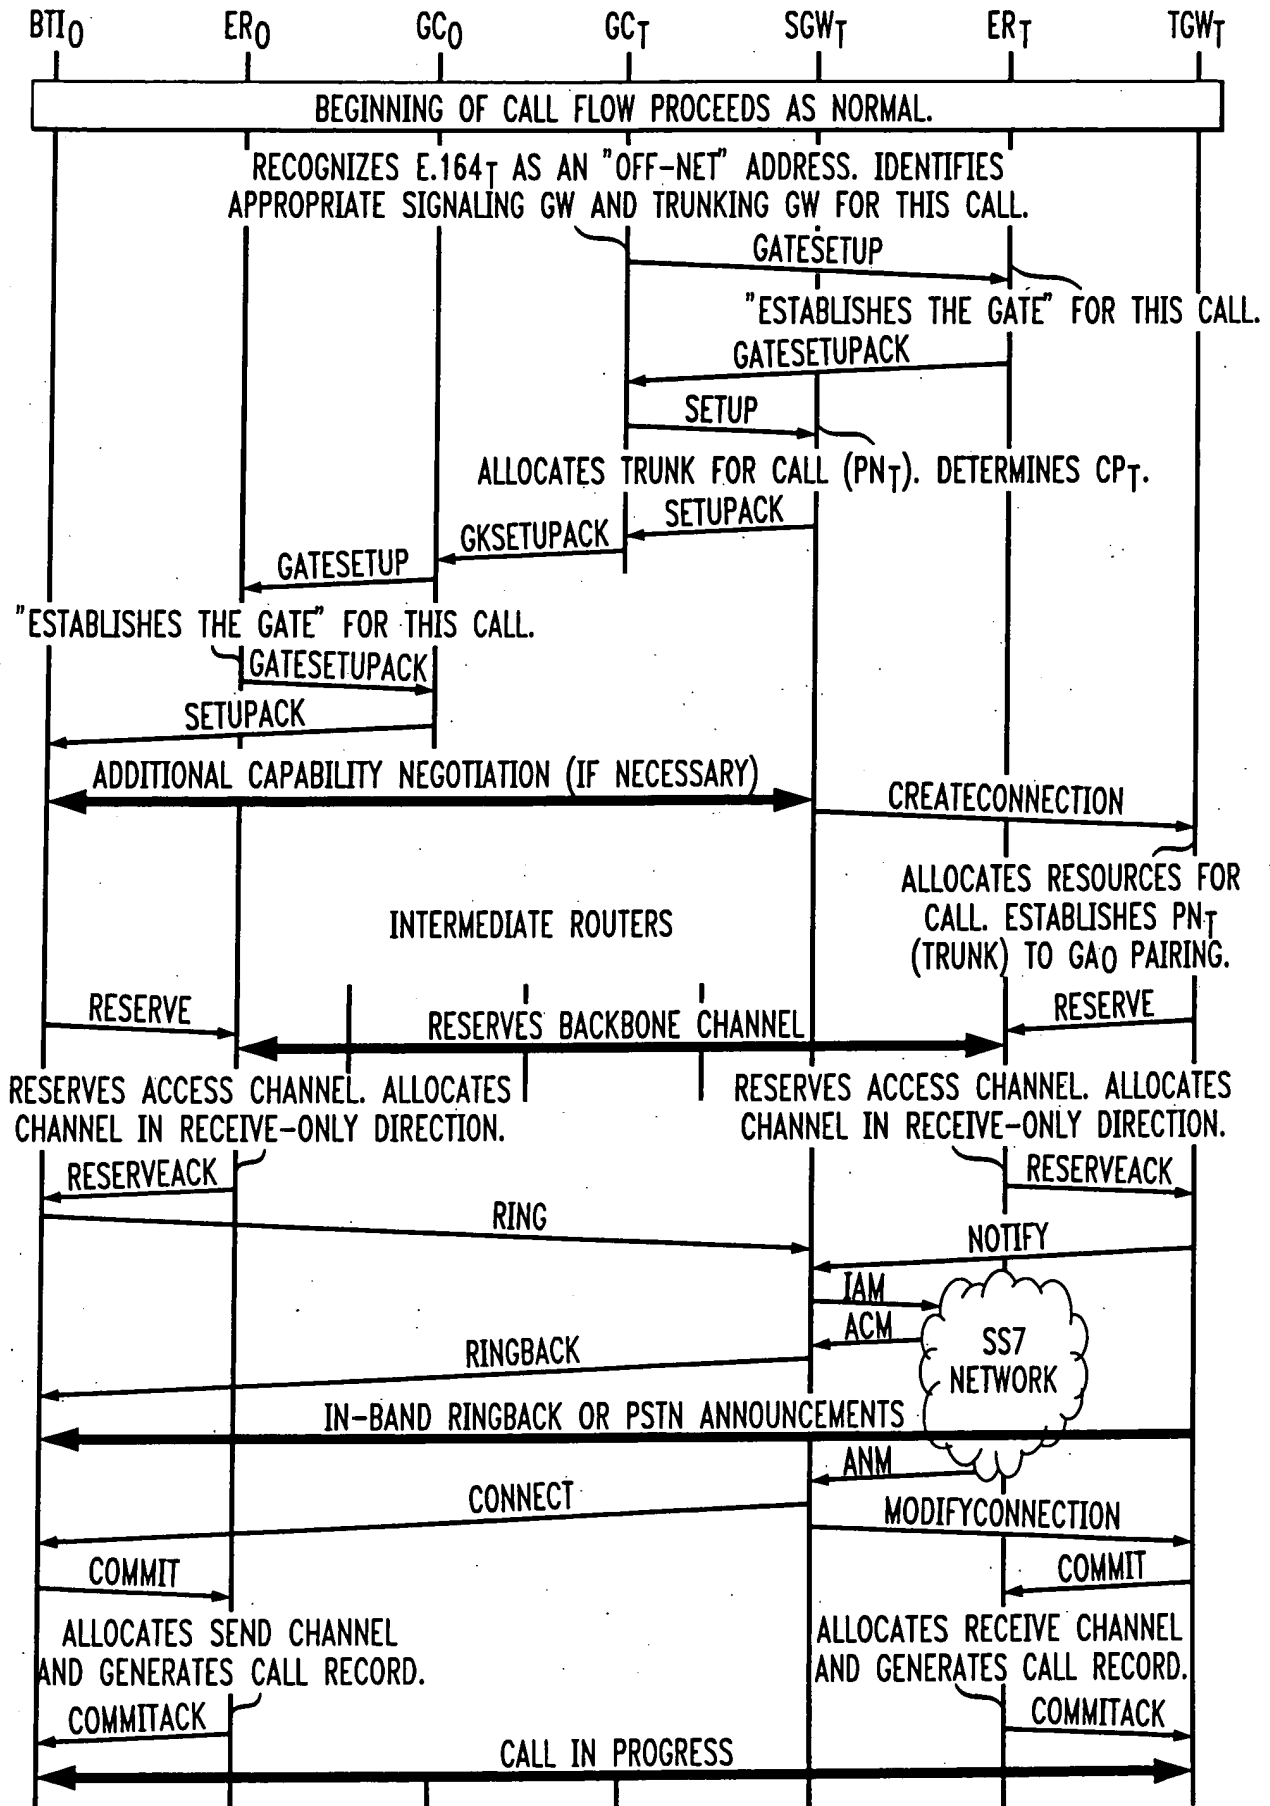 BTIO ERO GCO GCT SGWT ERT TGWT
BEGINNING OF CALL FLOW PROCEEDS AS NORMAL.
RECOGNIZES E.164T AS AN "OFF-NET" ADDRESS. IDENTIFIES
APPROPRIATE SIGNALING GW AND TRUNKING GW FOR THIS CALL.
GATESETUP
"ESTABLISHES THE GATE" FOR THIS CALL.
GATESETUPACK
SETUP
ALLOCATES TRUNK FOR CALL (PNT). DETERMINES CPT.
SETUPACK
GKSETUPACK
GATESETUP
"ESTABLISHES THE GATE" FOR THIS CALL.
GATESETUPACK
SETUPACK
ADDITIONAL CAPABILITY NEGOTIATION (IF NECESSARY)
CREATECONNECTION
ALLOCATES RESOURCES FOR
CALL. ESTABLISHES PNT
(TRUNK) TO GAO PAIRING.
INTERMEDIATE ROUTERS
RESERVE
RESERVES BACKBONE CHANNEL
RESERVE
RESERVES ACCESS CHANNEL. ALLOCATES
CHANNEL IN RECEIVE-ONLY DIRECTION.
RESERVES ACCESS CHANNEL. ALLOCATES
CHANNEL IN RECEIVE-ONLY DIRECTION.
RESERVEACK
RESERVEACK
RING
NOTIFY
IAM
ACM
SS7
NETWORK
RINGBACK
IN-BAND RINGBACK OR PSTN ANNOUNCEMENTS
ANM
CONNECT
MODIFYCONNECTION
COMMIT
COMMIT
ALLOCATES SEND CHANNEL
AND GENERATES CALL RECORD.
ALLOCATES RECEIVE CHANNEL
AND GENERATES CALL RECORD.
COMMITACK
COMMITACK
CALL IN PROGRESS